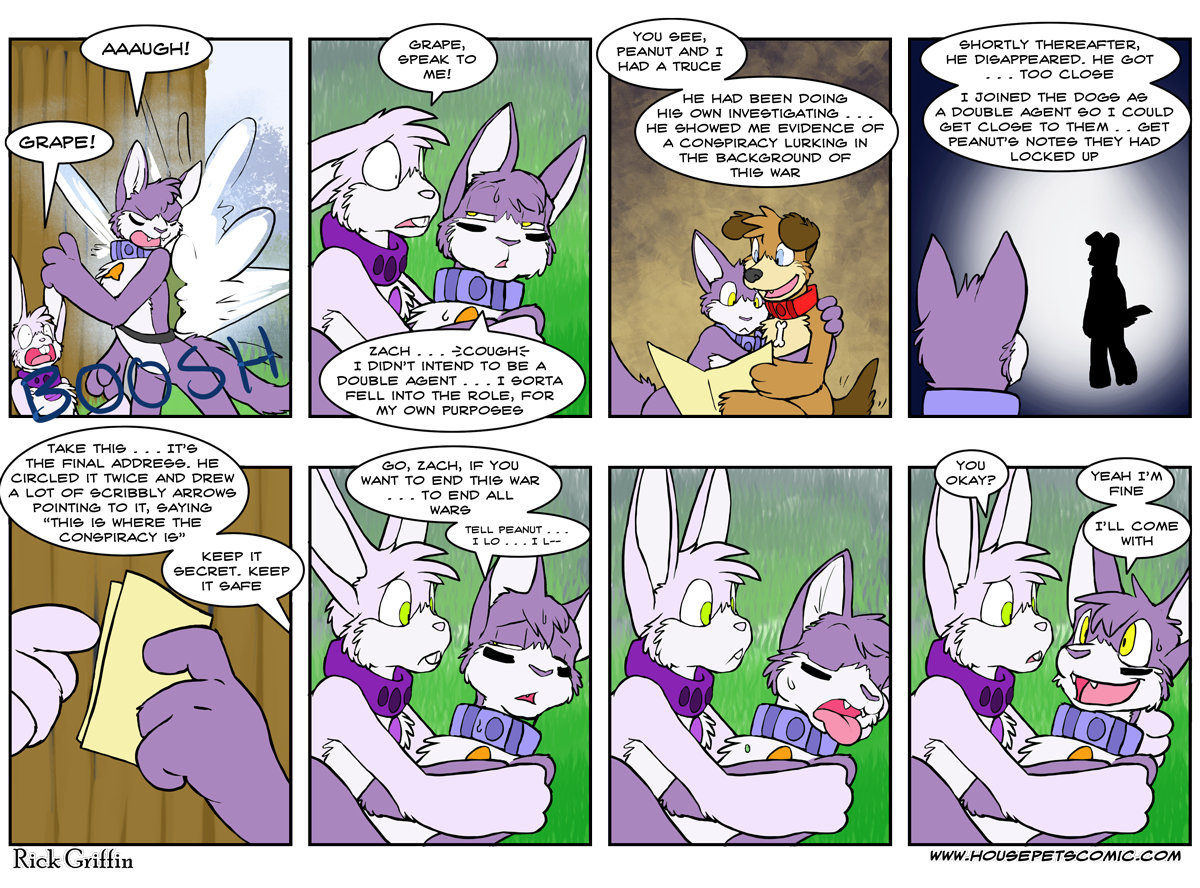 AAAUGH!
GRAPE!
BOOSH
GRAPE,
SPEAK TO
ME!
ZACH . . . COUGH
I DIDN'T INTEND TO BE A
DOUBLE AGENT . . . I SORTA
FELL INTO THE ROLE, FOR
MY OWN PURPOSES
YOU SEE,
PEANUT AND I
HAD A TRUCE
HE HAD BEEN DOING
HIS OWN INVESTIGATING . . .
HE SHOWED ME EVIDENCE OF
A CONSPIRACY LURKING IN
THE BACKGROUND OF
THIS WAR
SHORTLY THEREAFTER,
HE DISAPPEARED. HE GOT
. . . TOO CLOSE
I JOINED THE DOGS AS
A DOUBLE AGENT SO I COULD
GET CLOSE TO THEM . . GET
PEANUT'S NOTES THEY HAD
LOCKED UP
TAKE THIS . . . IT'S
THE FINAL ADDRESS. HE
CIRCLED IT TWICE AND DREW
A LOT OF SCRIBBLY ARROWS
POINTING TO IT, SAYING
"THIS IS WHERE THE
CONSPIRACY IS"
KEEP IT
SECRET. KEEP
IT SAFE
GO, ZACH, IF YOU
WANT TO END THIS WAR
. . . TO END ALL
WARS
TELL PEANUT . . .
I LO . . . I L--
YOU
OKAY?
YEAH I'M
FINE
I'LL COME
WITH
Rick Griffin
WWW.HOUSEPETSCOMIC.COM